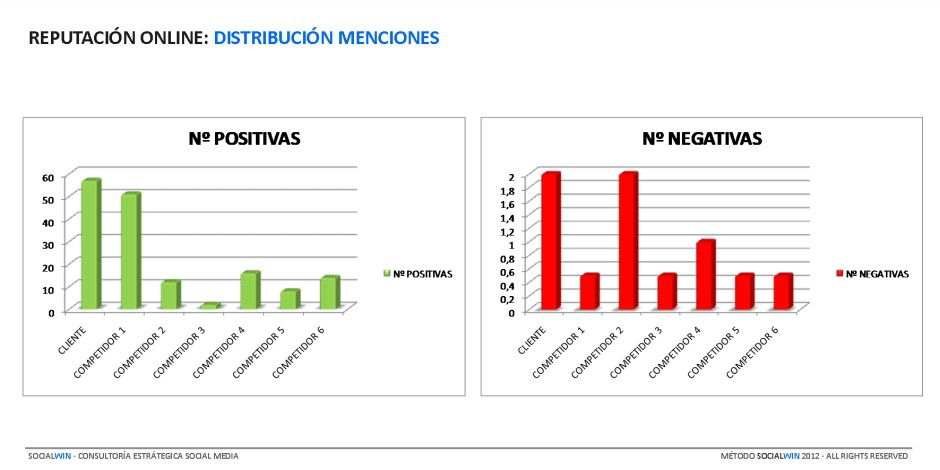 REPUTACIÓN ONLINE: DISTRIBUCIÓN MENCIONES
Nº POSITIVAS
60
50
40
30
20
10
0
CLIENTE
COMPETIDOR 1
COMPETIDOR 2
COMPETIDOR 3
COMPETIDOR 4
COMPETIDOR 5
COMPETIDOR 6
Nº POSITIVAS
Nº NEGATIVAS
2
1,8
1,6
1,4
1,2
1
0,8
0,6
0,4
0,2
0
CLIENTE
COMPETIDOR 1
COMPETIDOR 2
COMPETIDOR 3
COMPETIDOR 4
COMPETIDOR 5
COMPETIDOR 6
Nº NEGATIVAS
SOCIALWIN - CONSULTORÍA ESTRÁTEGICA SOCIAL MEDIA
MÉTODO SOCIALWIN 2012 - ALL RIGHTS RESERVED